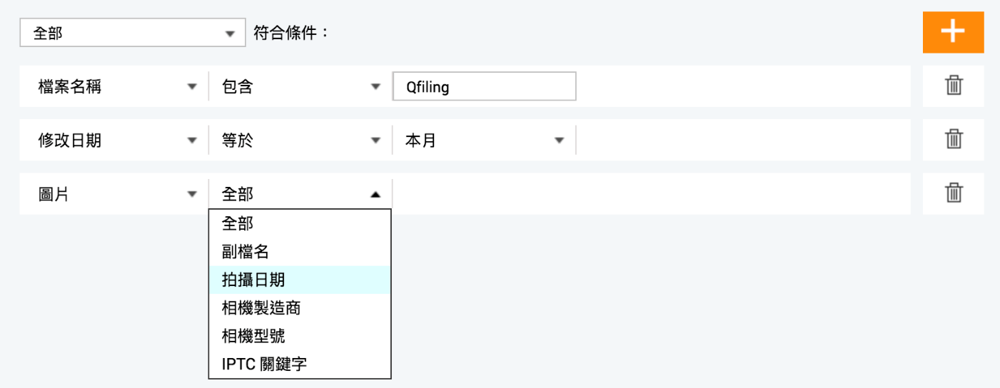 全部 符合條件：
檔案名稱 包含 Qfiling
修改日期 等於 本月
圖片 全部
全部
副檔名
拍攝日期
相機製造商
相機型號
IPTC 關鍵字